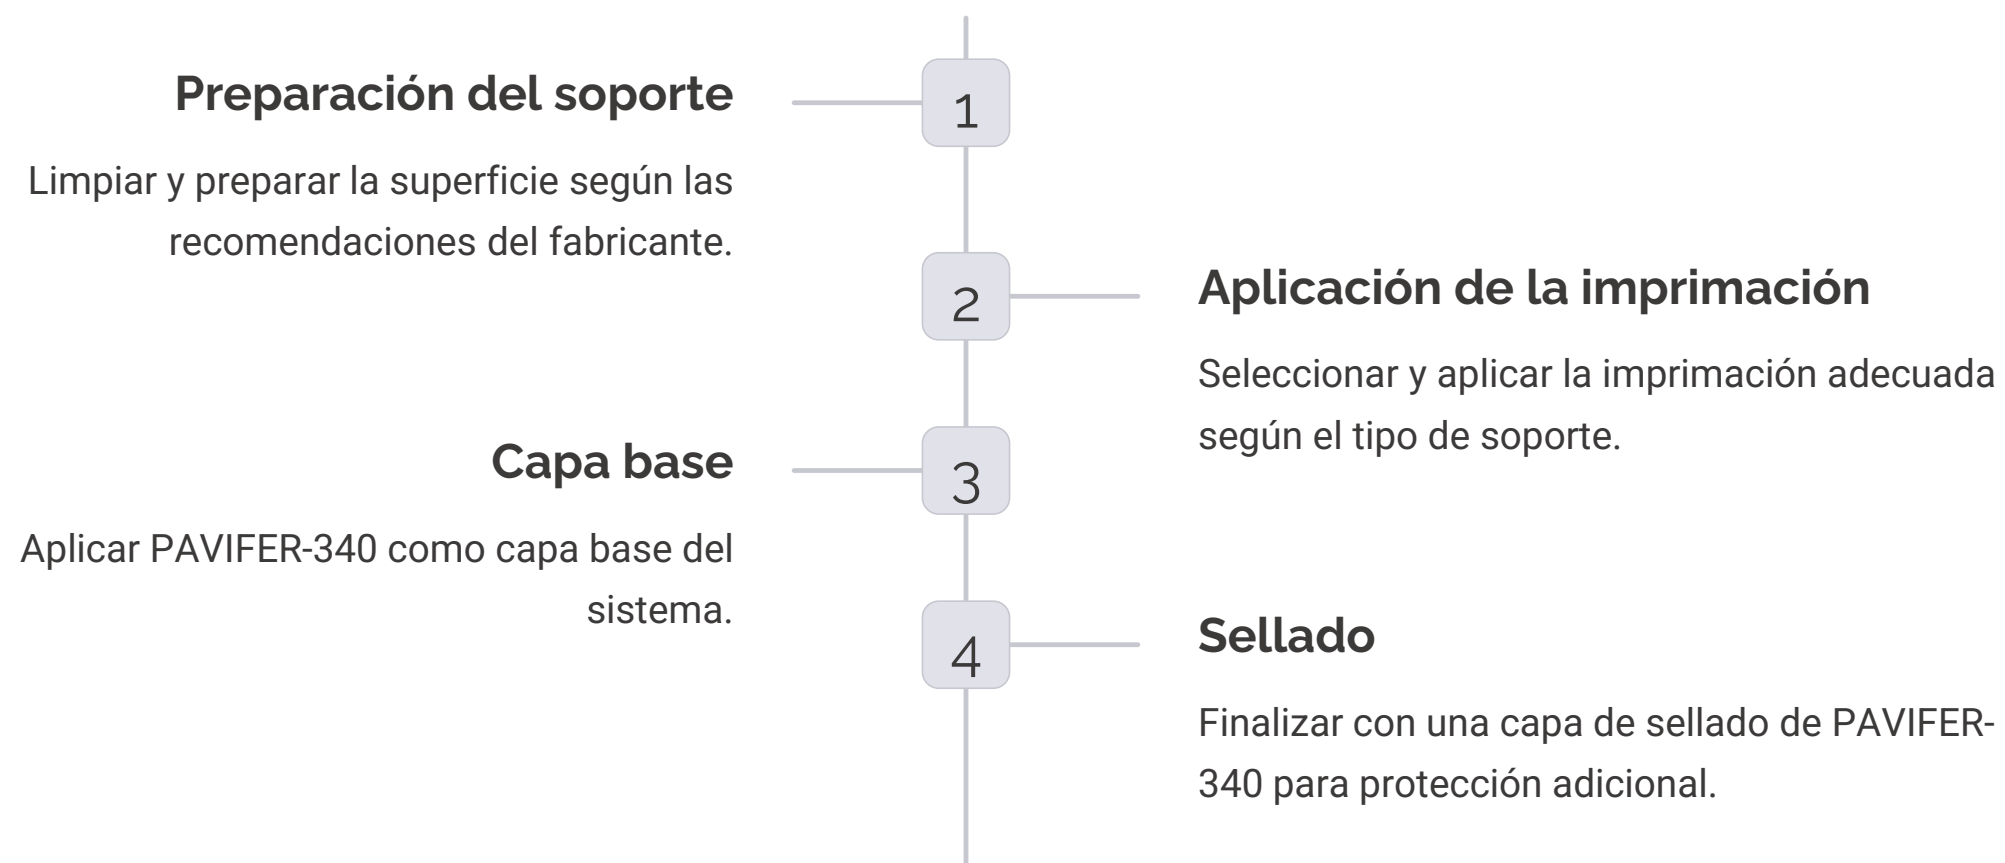 1
Preparación del soporte
Limpiar y preparar la superficie según las
recomendaciones del fabricante.
2
Aplicación de la imprimación
Seleccionar y aplicar la imprimación adecuada
según el tipo de soporte.
3
Capa base
Aplicar PAVIFER-340 como capa base del
sistema.
4
Sellado
Finalizar con una capa de sellado de PAVIFER-
340 para protección adicional.